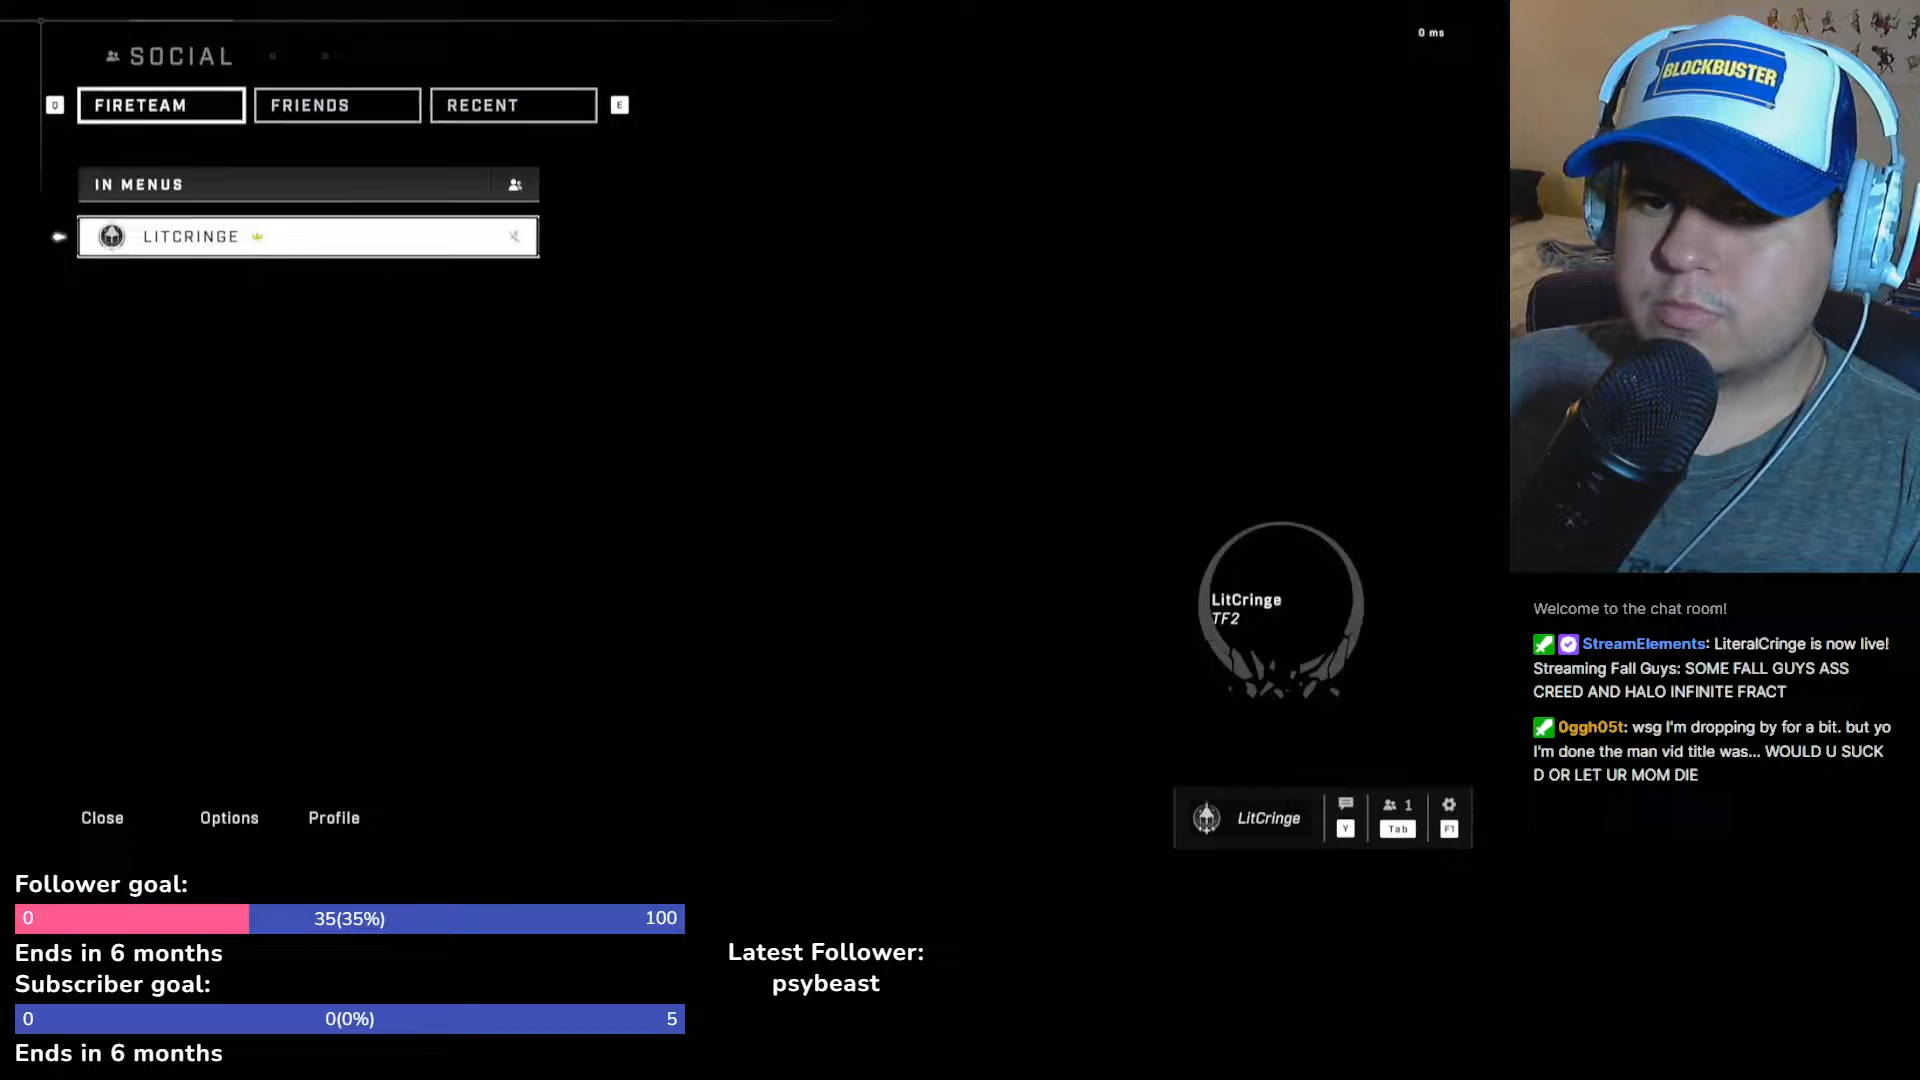 SOCIAL
0 ms
Q
FIRETEAM
FRIENDS
RECENT
E
IN MENUS
LITCRINGE
BLOCKBUSTER
LitCringe
TF2
Welcome to the chat room!
StreamElements: LiteralCringe is now live!
Streaming Fall Guys: SOME FALL GUYS ASS
CREED AND HALO INFINITE FRACT
0ggh05t: wsg I'm dropping by for a bit. but yo
I'm done the man vid title was... WOULD U SUCK
D OR LET UR MOM DIE
Close
Options
Profile
LitCringe
1
Y
Tab
F1
Follower goal:
0
35(35%)
100
Ends in 6 months
Subscriber goal:
0
0(0%)
5
Ends in 6 months
Latest Follower:
psybeast